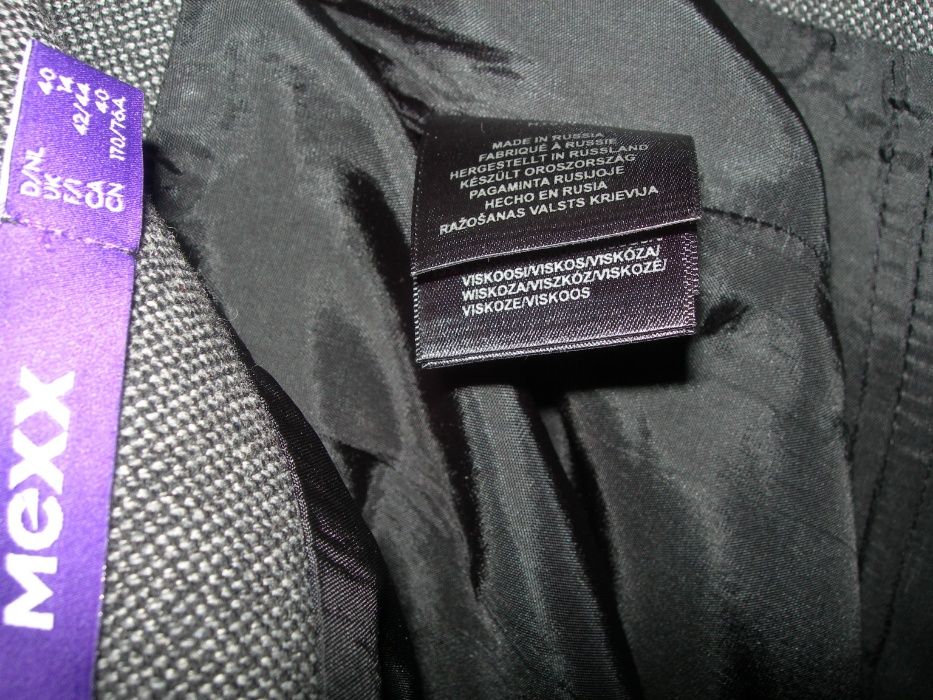 D/NL 40
UK 14
F/I 42/44
CA 40
CN 170/76A
Mexx
MADE IN RUSSIA
FABRIQUÉ À RUSSIE
HERGESTELLT IN RUSSLAND
KÉSZÜLT OROSZORSZÁG
PAGAMINTA RUSIJOJE
HECHO EN RUSIA
RAŽOŠANAS VALSTS KRIEVIJA
VISKOOSI/VISKOS/VISKÓZA/
WISKOZA/VISZKÓZ/VISKOZĖ/
VISKOZE/VISKOOS